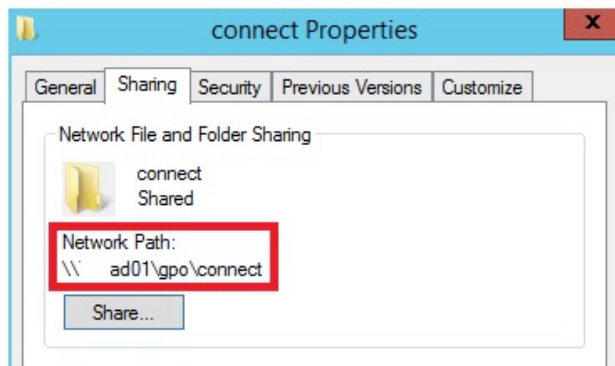 connect Properties
x
General Sharing Security Previous Versions Customize
Network File and Folder Sharing
connect
Shared
Network Path:
\\ ad01\gpo\connect
Share...